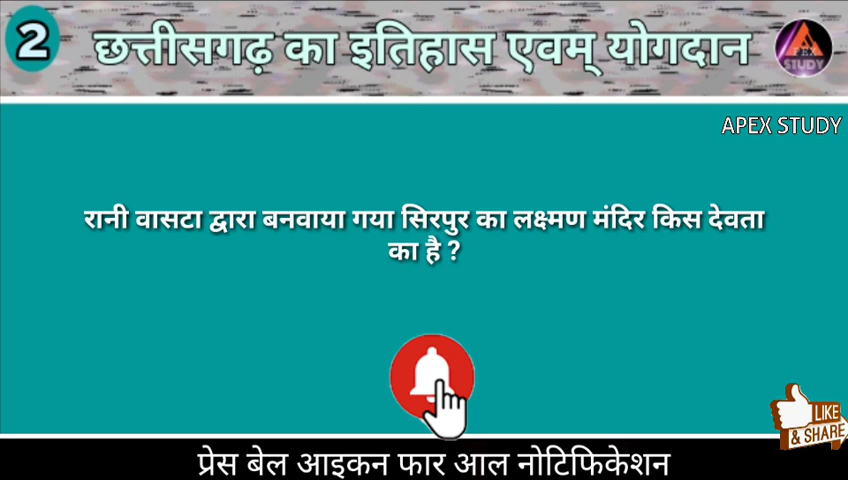 2
छत्तीसगढ़ का इतिहास एवम् योगदान
APEX
STUDY
APEX STUDY
रानी वासटा द्वारा बनवाया गया सिरपुर का लक्ष्मण मंदिर किस देवता
का है ?
LIKE
& SHARE
प्रेस बेल आइकन फार आल नोटिफिकेशन